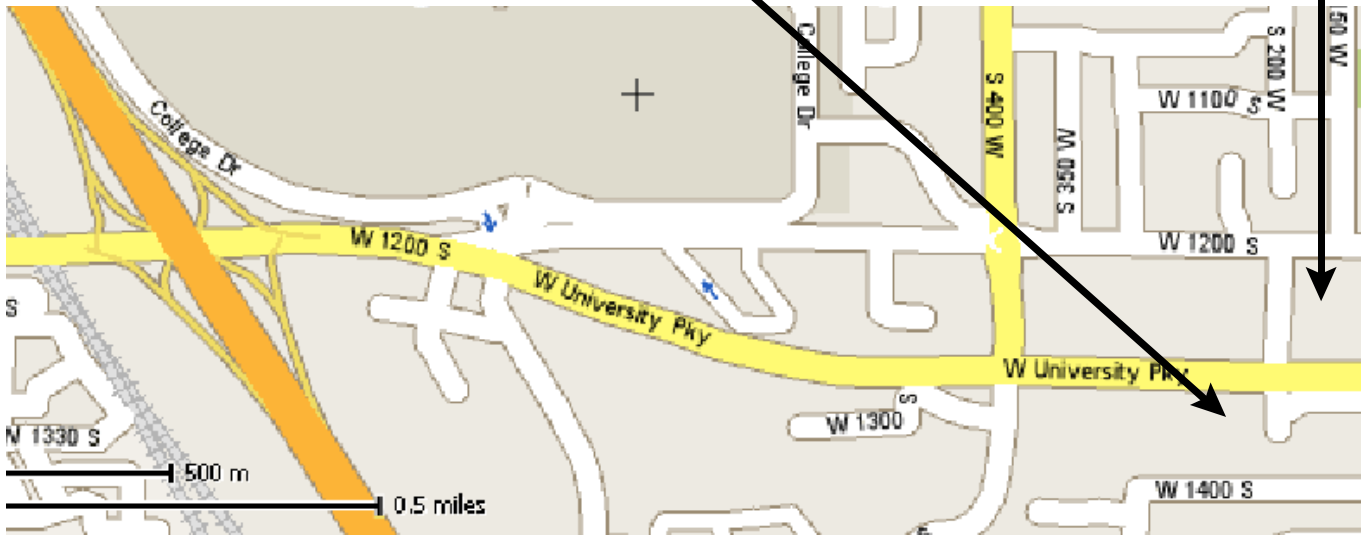 College Dr
College Dr
S 400 W
W 350 S
S 200 W
50 W
W 1100 S
W 1200 S
W 1200 S
W University Pky
W University Pky
S
W 1300 S
W 1330 S
W 1400 S
500 m
0.5 miles